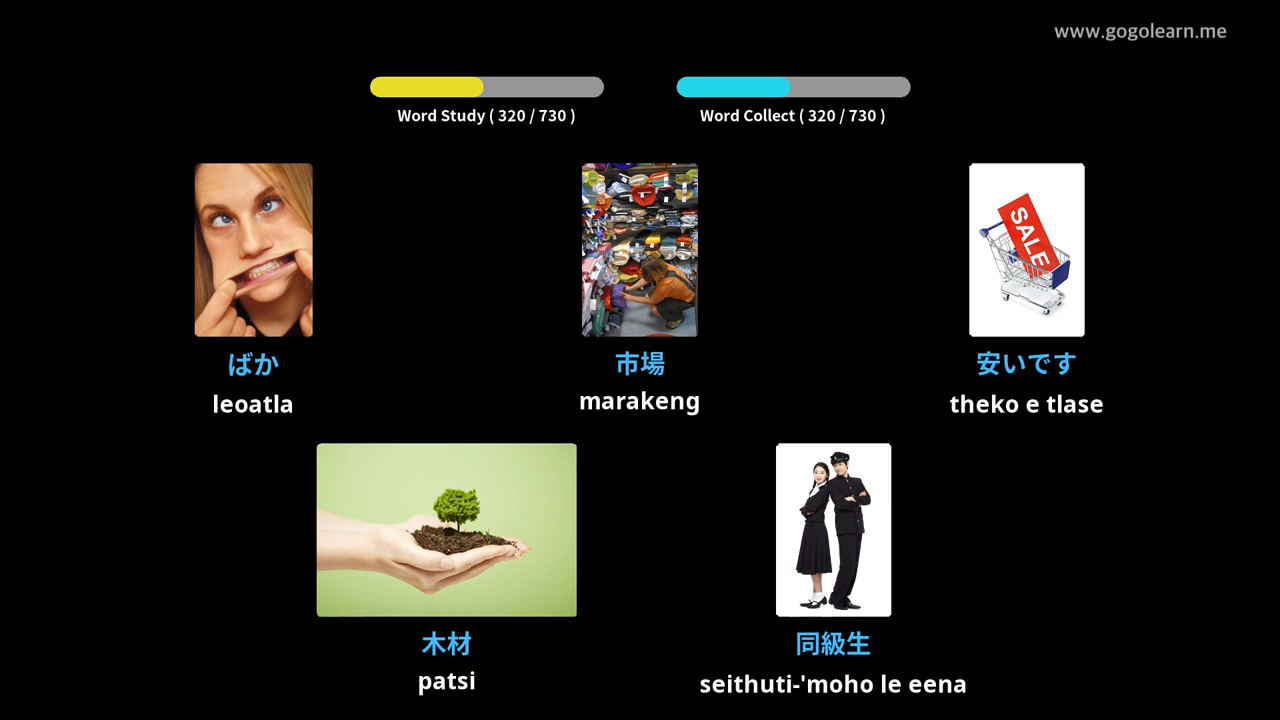 www.gogolearn.me
Word Study ( 320 / 730 )
Word Collect ( 320 / 730 )
SALE
ばか
leoatla
市場
marakeng
安いです
theko e tlase
木材
patsi
同級生
seithuti-'moho le eena